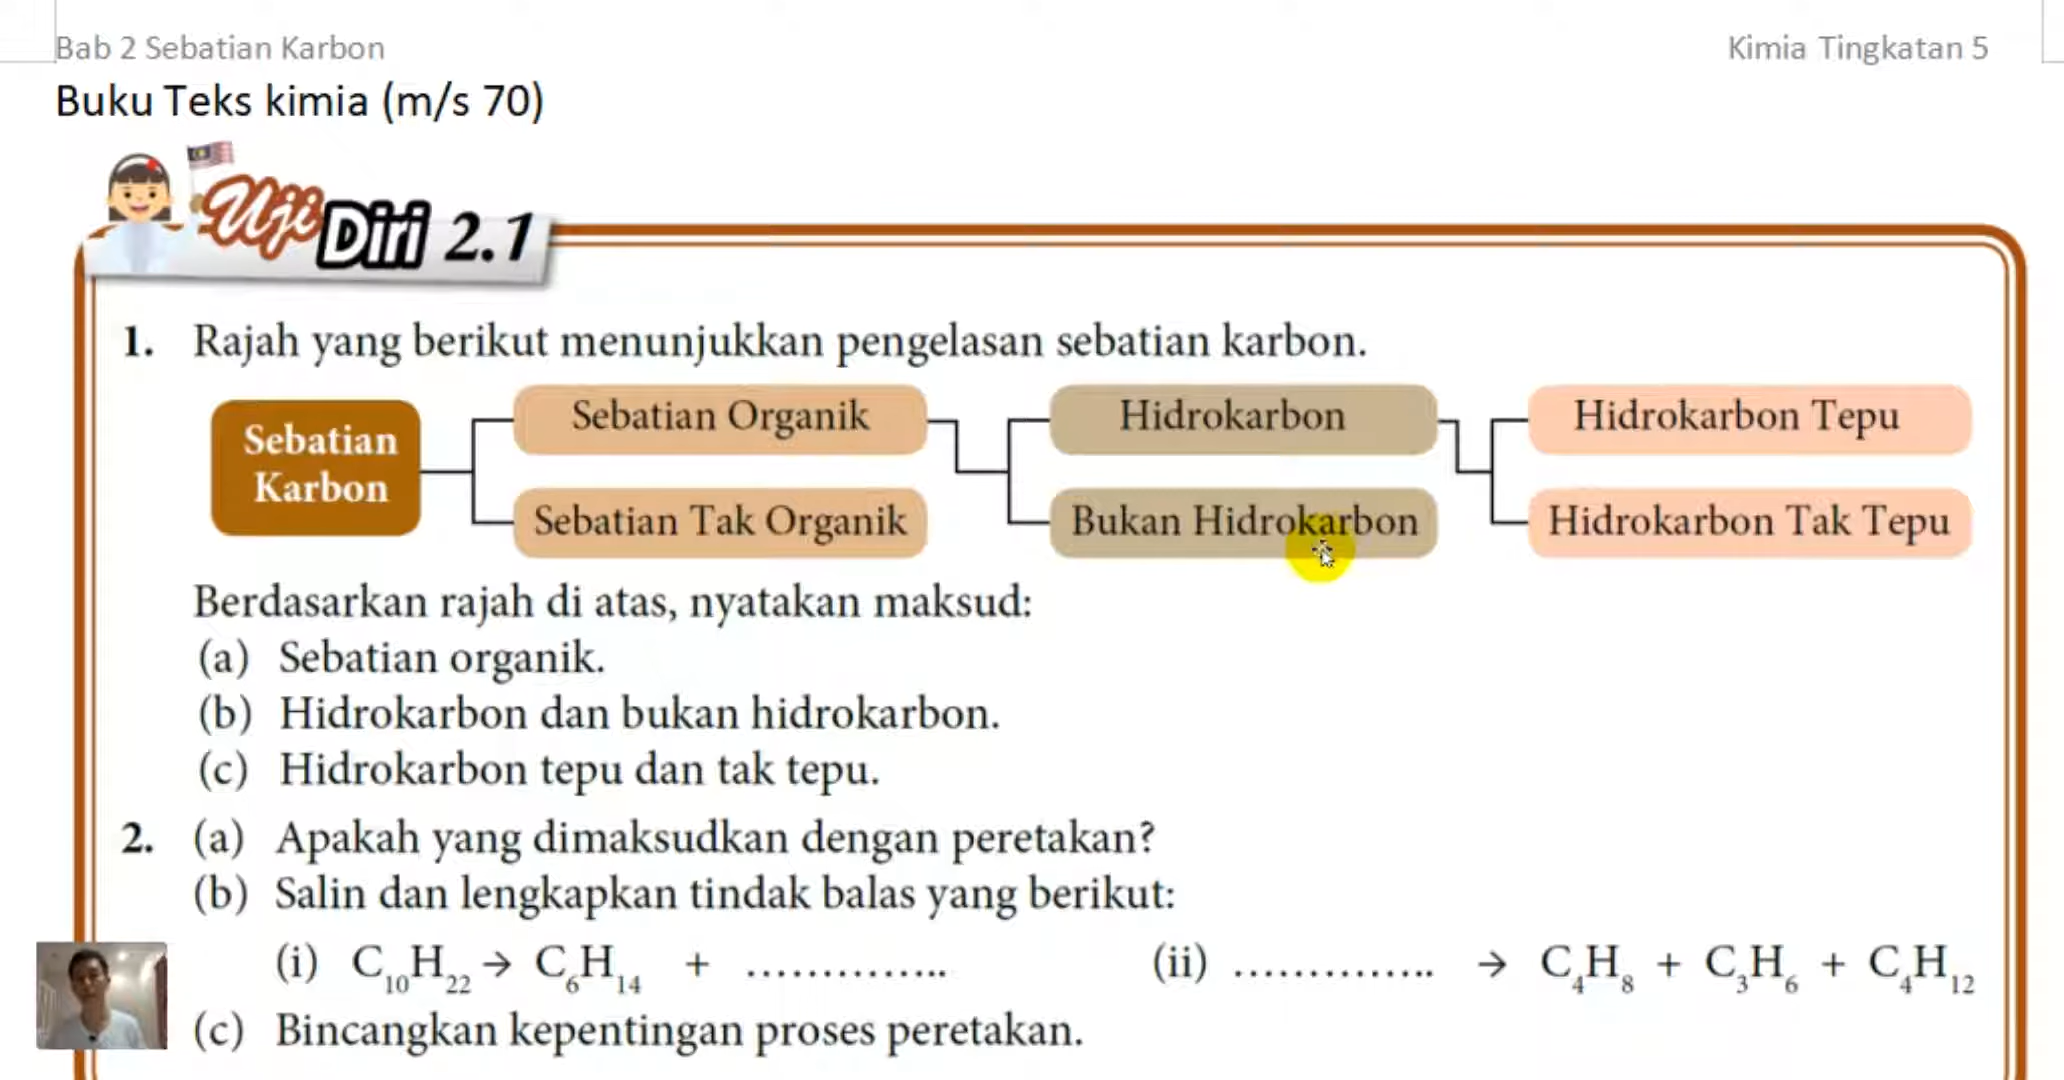 Bab 2 Sebatian Karbon
Kimia Tingkatan 5
Buku Teks kimia (m/s 70)
Uji Diri 2.1
1. Rajah yang berikut menunjukkan pengelasan sebatian karbon.
Sebatian Karbon
Sebatian Organik
Sebatian Tak Organik
Hidrokarbon
Bukan Hidrokarbon
Hidrokarbon Tepu
Hidrokarbon Tak Tepu
Berdasarkan rajah di atas, nyatakan maksud:
(a) Sebatian organik.
(b) Hidrokarbon dan bukan hidrokarbon.
(c) Hidrokarbon tepu dan tak tepu.
2. (a) Apakah yang dimaksudkan dengan peretakan?
(b) Salin dan lengkapkan tindak balas yang berikut:
(i) C₁₀H₂₂ → C₆H₁₄ + ................
(ii) ................ → C₄H₈ + C₃H₆ + C₄H₁₂
(c) Bincangkan kepentingan proses peretakan.